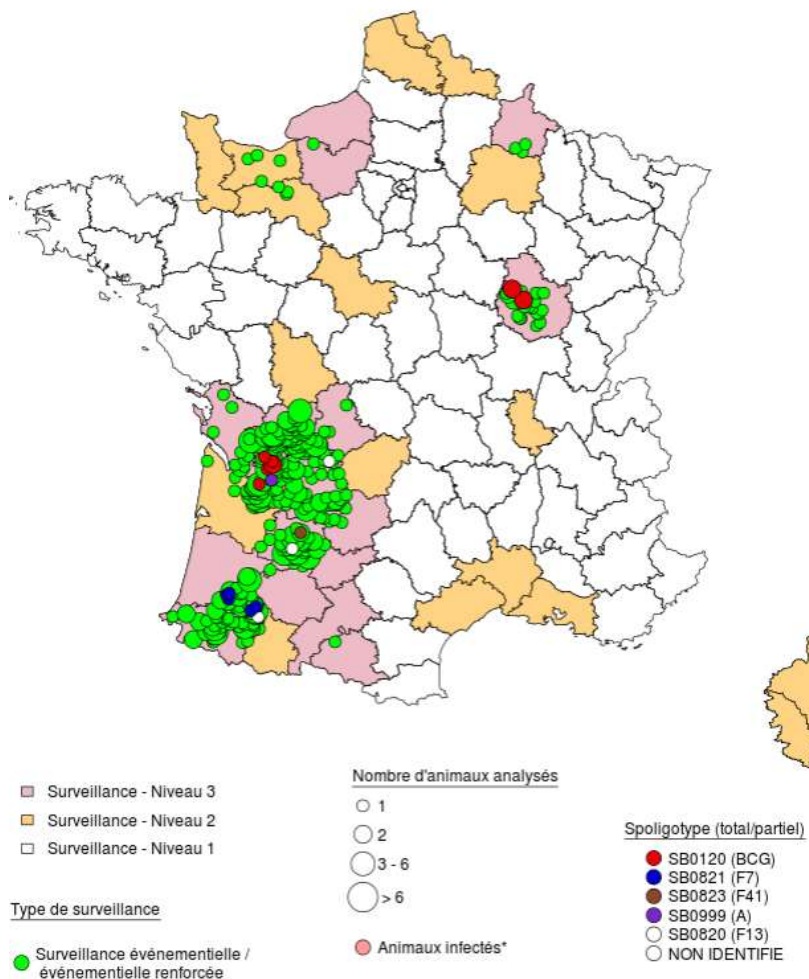 Surveillance - Niveau 3
Surveillance - Niveau 2
Surveillance - Niveau 1
Type de surveillance
Surveillance événementielle /
événementielle renforcée
Nombre d'animaux analysés
1
2
3 - 6
> 6
Animaux infectés*
Spoligotype (total/partiel)
SB0120 (BCG)
SB0821 (F7)
SB0823 (F41)
SB0999 (A)
SB0820 (F13)
NON IDENTIFIE